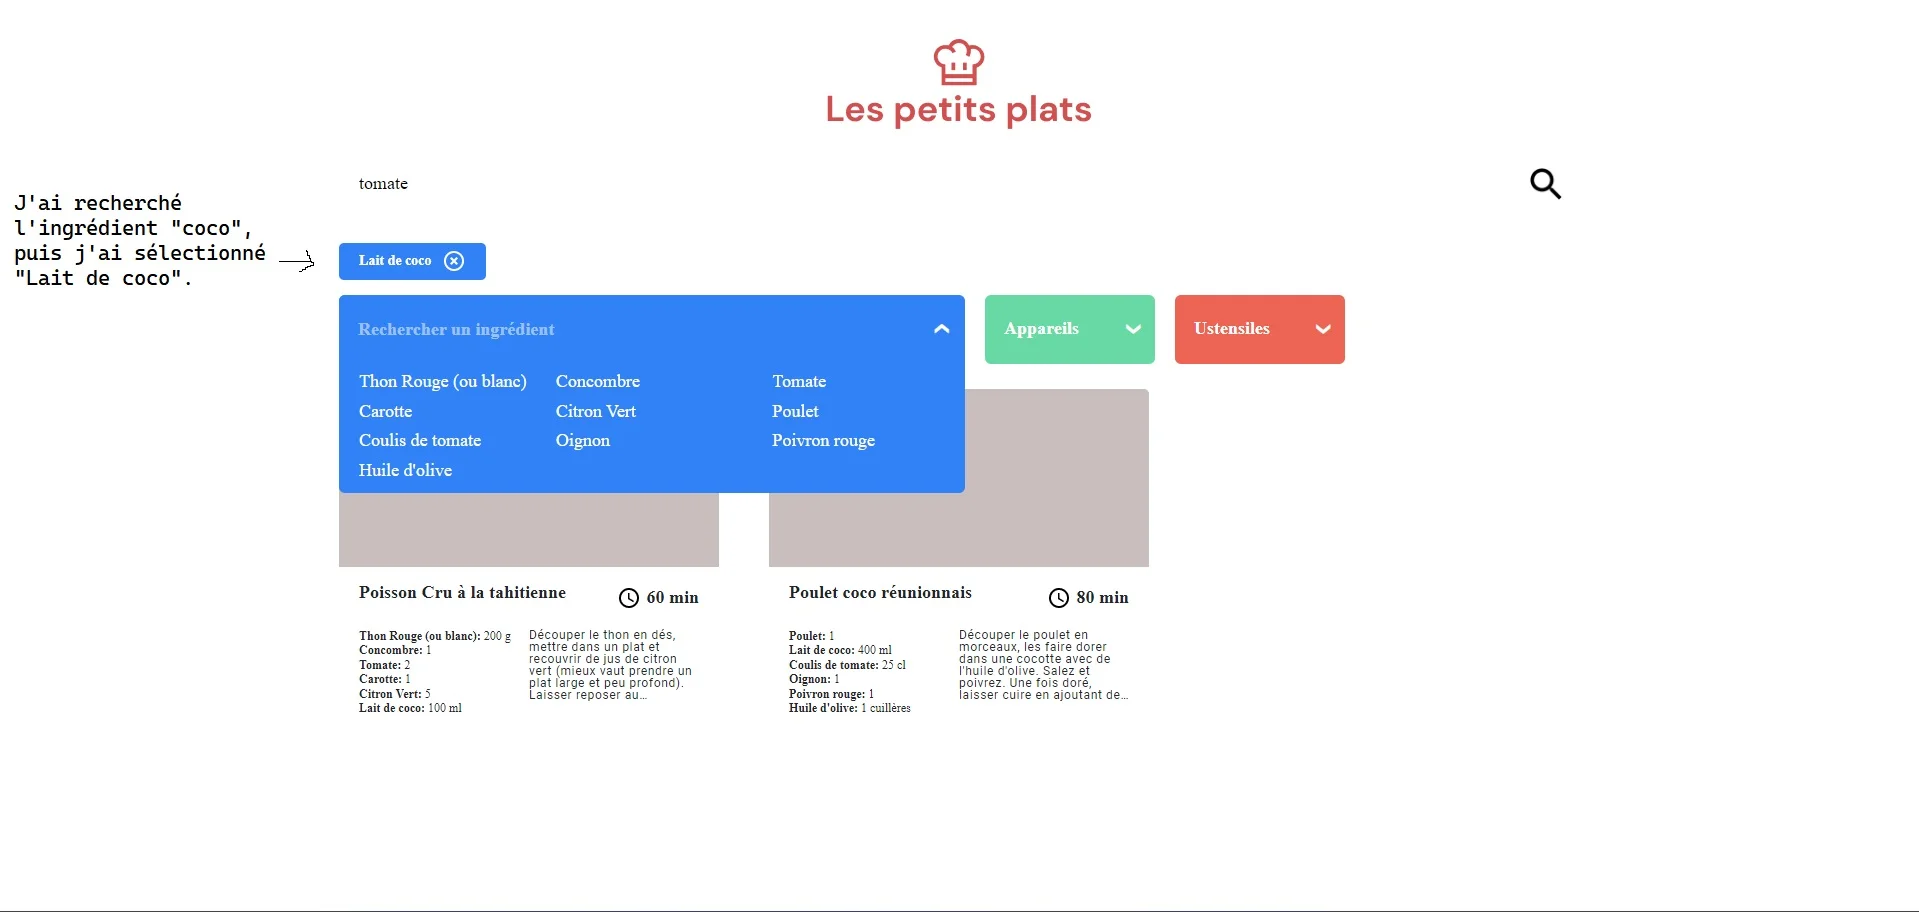 Les petits plats
tomate
J'ai recherché
l'ingrédient "coco",
puis j'ai sélectionné
"Lait de coco".
Lait de coco
Rechercher un ingrédient
Appareils
Ustensiles
Thon Rouge (ou blanc) Concombre Tomate
Carotte Citron Vert Poulet
Coulis de tomate Oignon Poivron rouge
Huile d'olive
Poisson Cru à la tahitienne
60 min
Thon Rouge (ou blanc): 200 g
Concombre: 1
Tomate: 2
Carotte: 1
Citron Vert: 5
Lait de coco: 100 ml
Découper le thon en dés,
mettre dans un plat et
recouvrir de jus de citron
vert (mieux vaut prendre un
plat large et peu profond).
Laisser reposer au...
Poulet coco réunionnais
80 min
Poulet: 1
Lait de coco: 400 ml
Coulis de tomate: 25 cl
Oignon: 1
Poivron rouge: 1
Huile d'olive: 1 cuillères
Découper le poulet en
morceaux, les faire dorer
dans une cocotte avec de
l'huile d'olive. Salez et
poivrez. Une fois doré,
laisser cuire en ajoutant de...